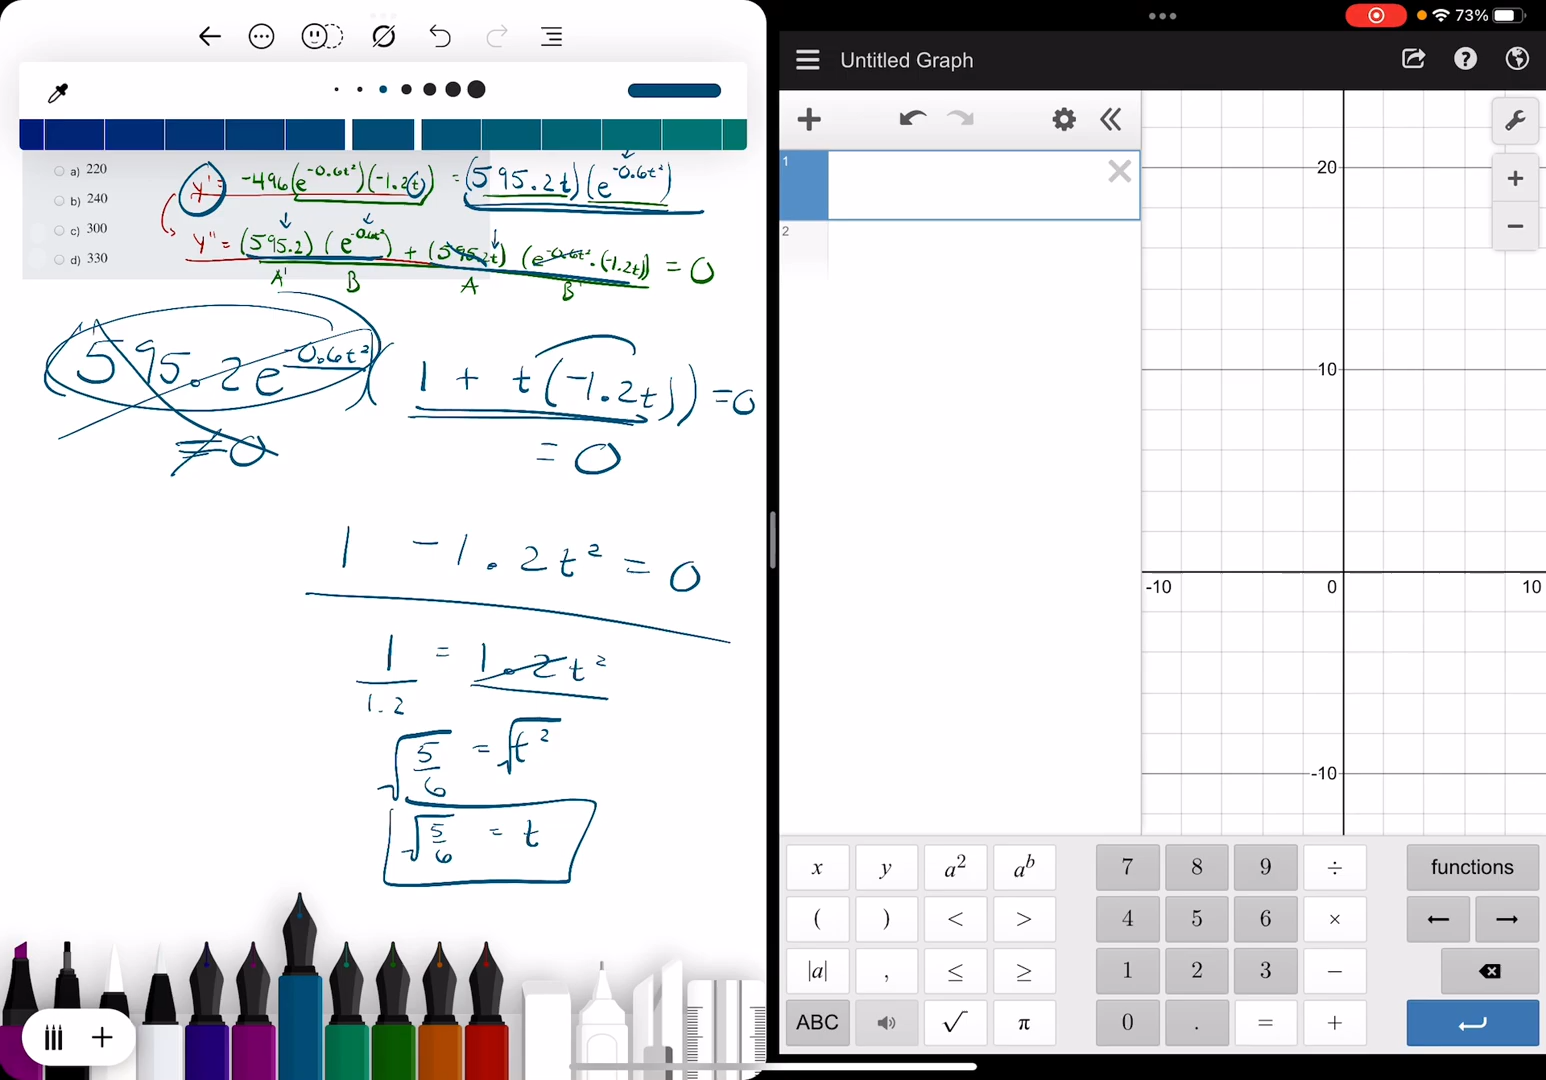 73%
Untitled Graph
a) 220
b) 240
c) 300
d) 330
y' = -496(e^-0.6t²)(-1.2t) = (595.2t)(e^-0.6t²)
y'' = (595.2)(e^-0.6t²) + (595.2t)(e^-0.6t²·(-1.2t)) = 0
A' B A B'
595.2e^-0.6t²(1 + t(-1.2t)) = 0
≠0 = 0
1 -1.2t² = 0
1/1.2 = 1.2t²
√5/6 = √t²
√5/6 = t
1
2
20
10
-10 0 10
-10
x y a² aᵇ 7 8 9 ÷ functions
( ) < > 4 5 6 × ← →
|a| , ≤ ≥ 1 2 3 −
ABC √ π 0 . = +